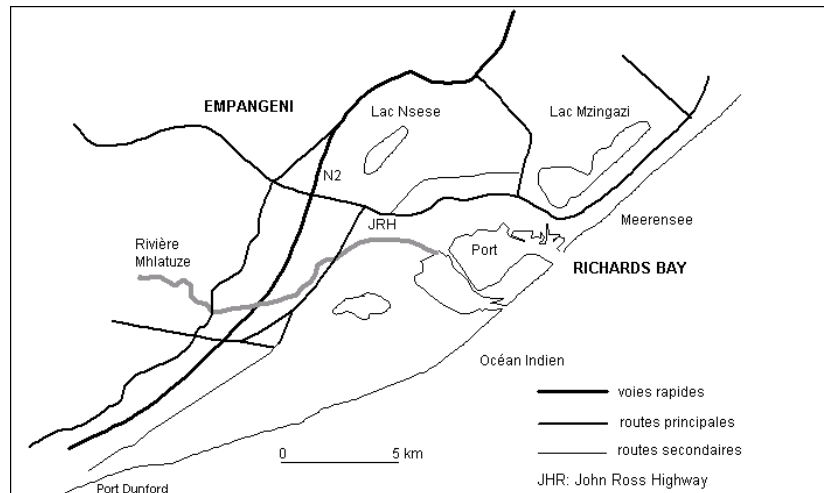 EMPANGENI
Lac Nsese
Lac Mzingazi
N2
JRH
Meerensee
Rivière
Mhlatuze
Port
RICHARDS BAY
Océan Indien
voies rapides
routes principales
routes secondaires
0 5 km
JHR: John Ross Highway
Port Dunford